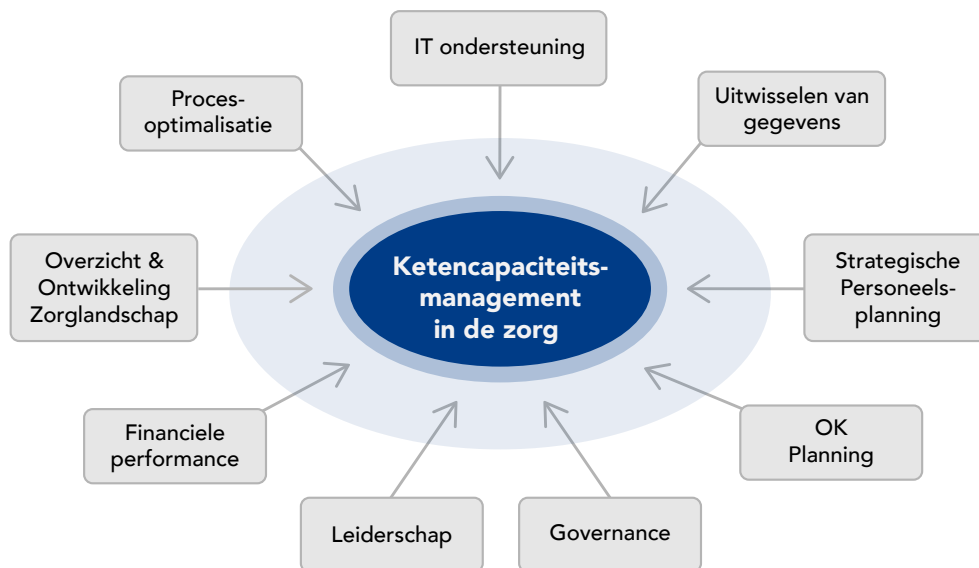 IT ondersteuning
Proces-
optimalisatie
Uitwisselen van
gegevens
Overzicht &
Ontwikkeling
Zorglandschap
Ketencapaciteits-
management
in de zorg
Strategische
Personeels-
planning
Financiele
performance
OK
Planning
Leiderschap
Governance